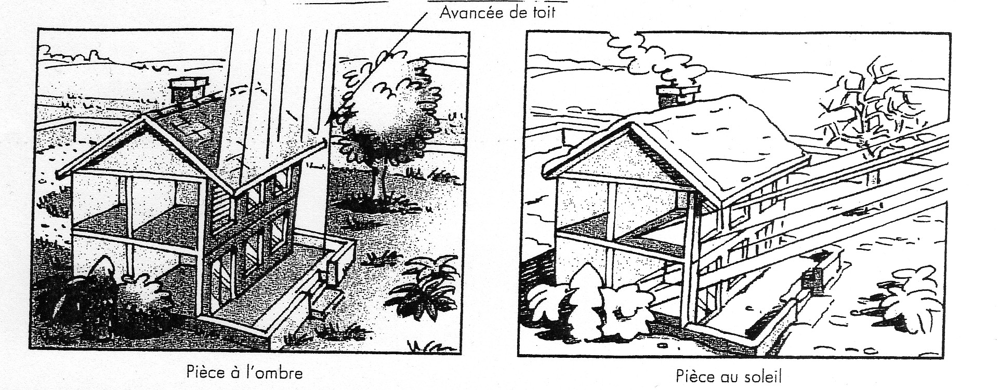 Avancée de toit
Pièce à l'ombre
Pièce au soleil